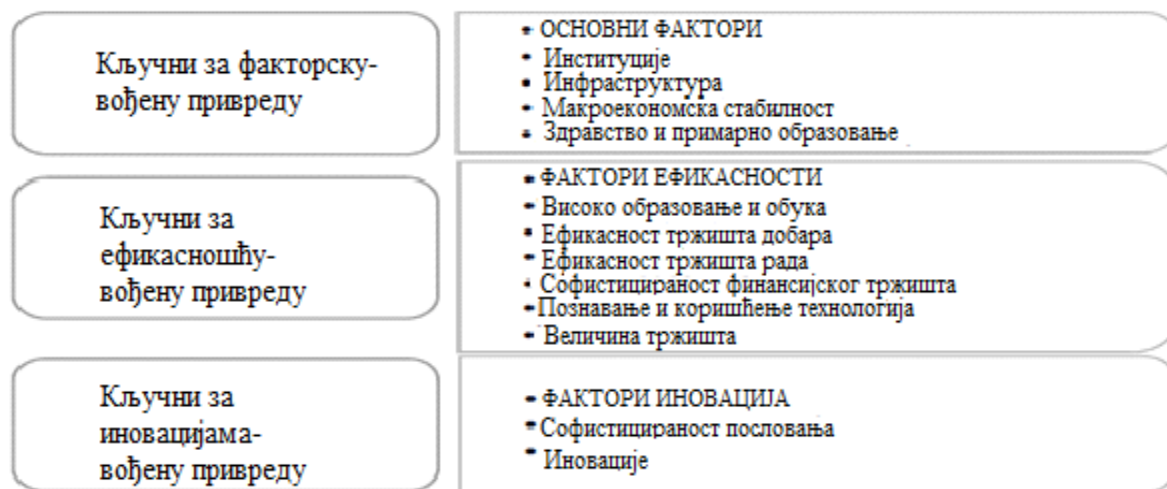 Кључни за факторску-
вођену привреду
• ОСНОВНИ ФАКТОРИ
• Институције
• Инфраструктура
• Макроекономска стабилност
• Здравство и примарно образовање
Кључни за
ефикасношћу-
вођену привреду
• ФАКТОРИ ЕФИКАСНОСТИ
• Високо образовање и обука
• Ефикасност тржишта добара
• Ефикасност тржишта рада
• Софистицираност финансијског тржишта
• Познавање и коришћење технологија
• Величина тржишта
Кључни за
иновацијама-
вођену привреду
• ФАКТОРИ ИНОВАЦИЈА
• Софистицираност пословања
• Иновације